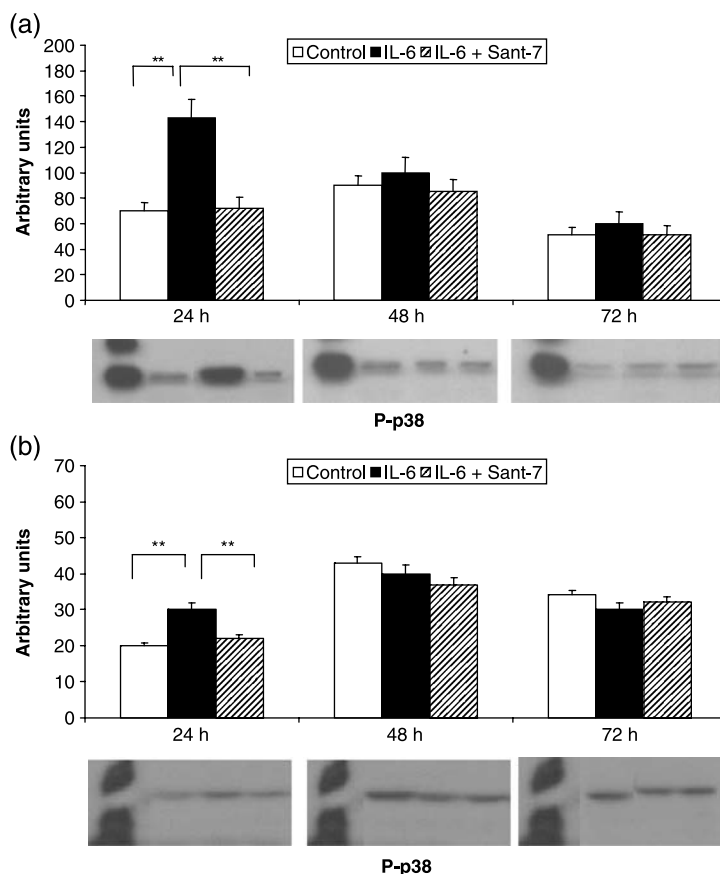 (a)
200
180
160
140
120
100
80
60
40
20
0
Arbitrary units
Control IL-6 IL-6 + Sant-7
** **
24 h 48 h 72 h
P-p38
(b)
70
60
50
40
30
20
10
0
Arbitrary units
Control IL-6 IL-6 + Sant-7
** **
24 h 48 h 72 h
P-p38